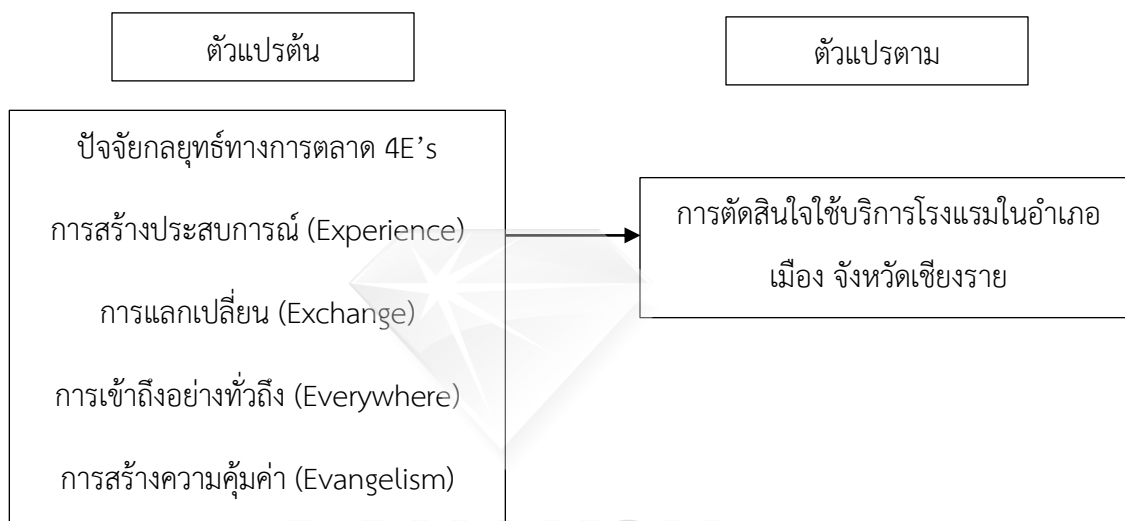 ตัวแปรต้น
ตัวแปรตาม
ปัจจัยกลยุทธ์ทางการตลาด 4E’s
การสร้างประสบการณ์ (Experience)
การแลกเปลี่ยน (Exchange)
การเข้าถึงอย่างทั่วถึง (Everywhere)
การสร้างความคุ้มค่า (Evangelism)
การตัดสินใจใช้บริการโรงแรมในอำเภอ
เมือง จังหวัดเชียงราย